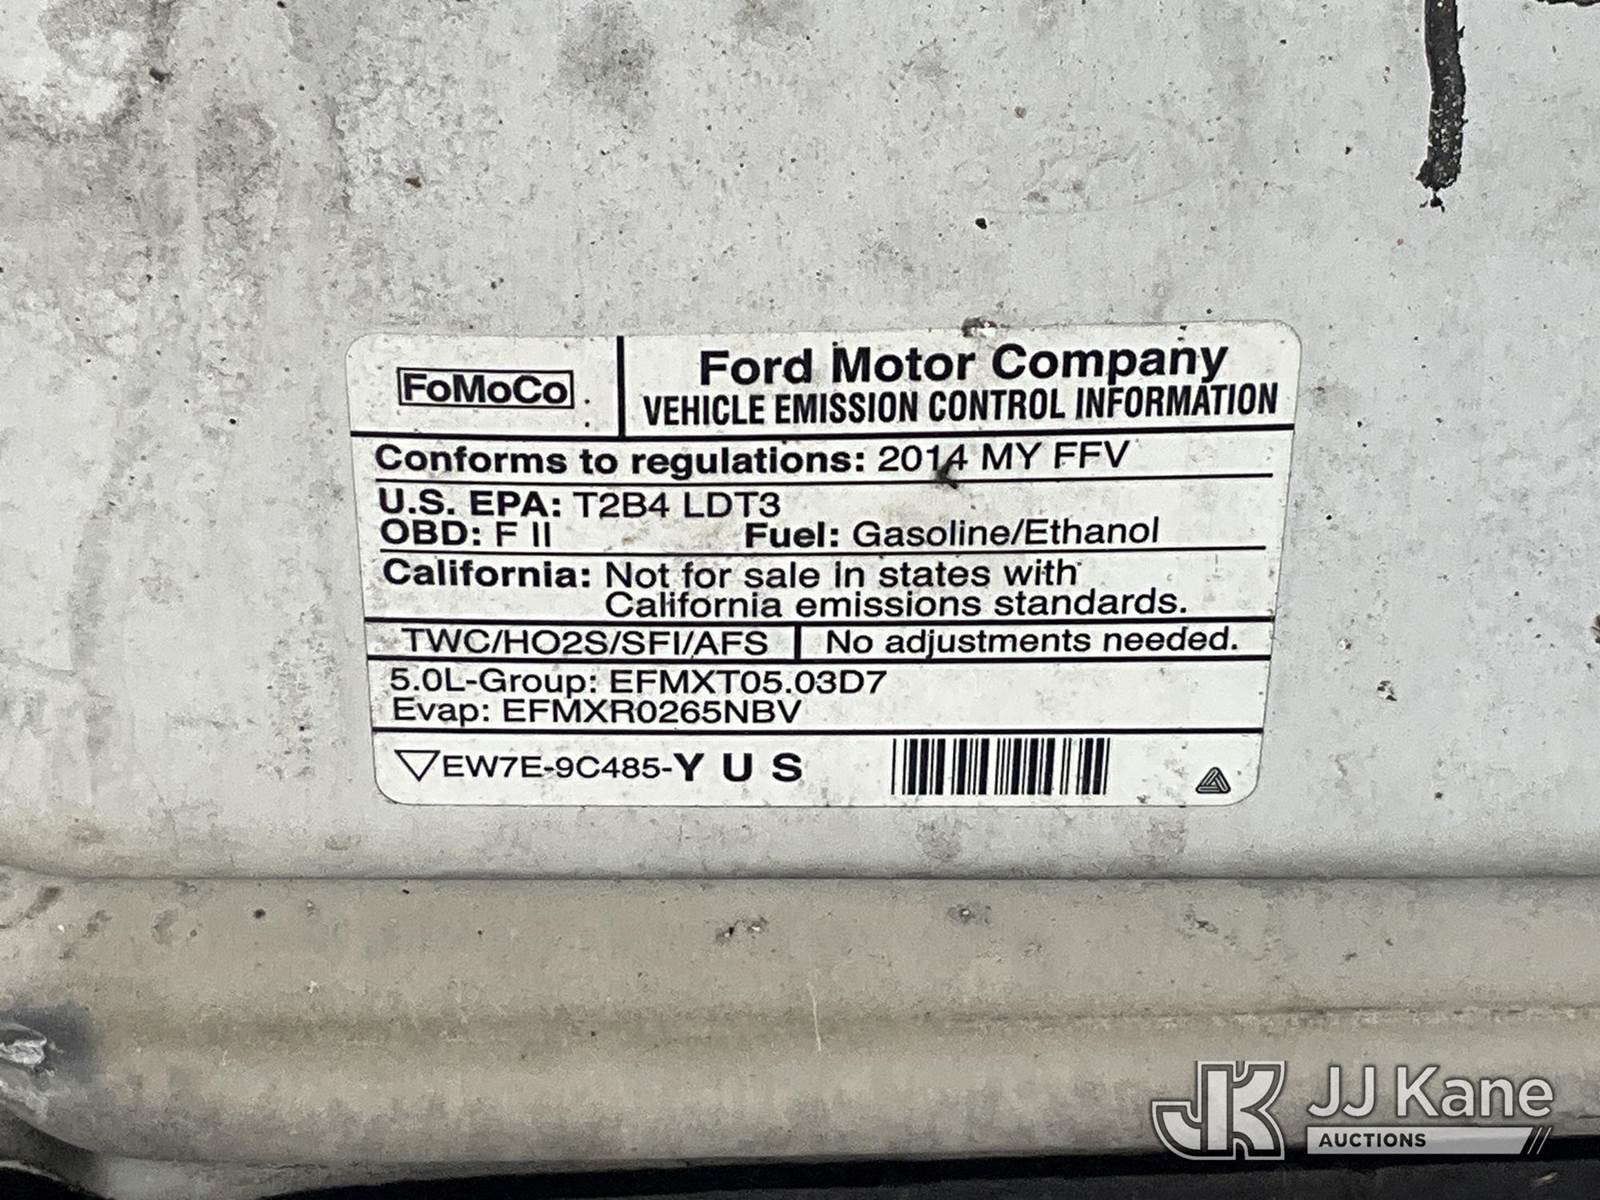 FoMoCo
Ford Motor Company
VEHICLE EMISSION CONTROL INFORMATION
Conforms to regulations: 2014 MY FFV
U.S. EPA: T2B4 LDT3
OBD: F II Fuel: Gasoline/Ethanol
California: Not for sale in states with
California emissions standards.
TWC/HO2S/SFI/AFS No adjustments needed.
5.0L-Group: EFMXT05.03D7
Evap: EFMXR0265NBV
EW7E-9C485-Y U S
JK JJ Kane
AUCTIONS